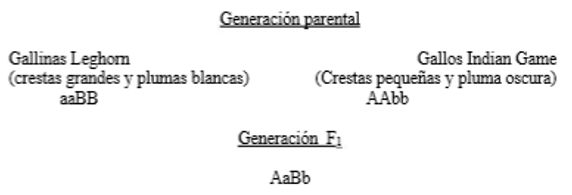 Generación parental
Gallinas Leghorn Gallos Indian Game
(crestas grandes y plumas blancas) (Crestas pequeñas y pluma oscura)
aaBB AAbb
Generación F₁
AaBb